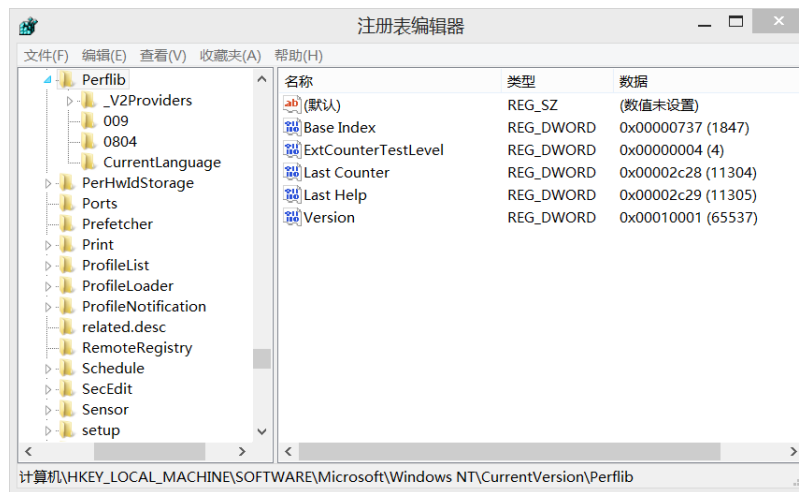 注册表编辑器
文件(F) 编辑(E) 查看(V) 收藏夹(A) 帮助(H)
Perflib
_V2Providers
009
0804
CurrentLanguage
PerHwIdStorage
Ports
Prefetcher
Print
ProfileList
ProfileLoader
ProfileNotification
related.desc
RemoteRegistry
Schedule
SecEdit
Sensor
setup
名称 类型 数据
(默认) REG_SZ (数值未设置)
Base Index REG_DWORD 0x00000737 (1847)
ExtCounterTestLevel REG_DWORD 0x00000004 (4)
Last Counter REG_DWORD 0x00002c28 (11304)
Last Help REG_DWORD 0x00002c29 (11305)
Version REG_DWORD 0x00010001 (65537)
计算机\HKEY_LOCAL_MACHINE\SOFTWARE\Microsoft\Windows NT\CurrentVersion\Perflib